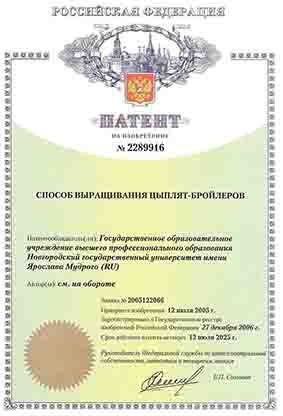 РОССИЙСКАЯ ФЕДЕРАЦИЯ
ПАТЕНТ
НА ИЗОБРЕТЕНИЕ
№ 2289916
СПОСОБ ВЫРАЩИВАНИЯ ЦЫПЛЯТ-БРОЙЛЕРОВ
Патентообладатель(ли): Государственное образовательное
учреждение высшего профессионального образования
Новгородский государственный университет имени
Ярослава Мудрого (RU)
Автор(ы): см. на обороте
Заявка № 2005122066
Приоритет изобретения 12 июля 2005 г.
Зарегистрировано в Государственном реестре
изобретений Российской Федерации 27 декабря 2006 г.
Срок действия патента истекает 12 июля 2025 г.
Руководитель Федеральной службы по интеллектуальной
собственности, патентам и товарным знакам
Б.П. Симонов